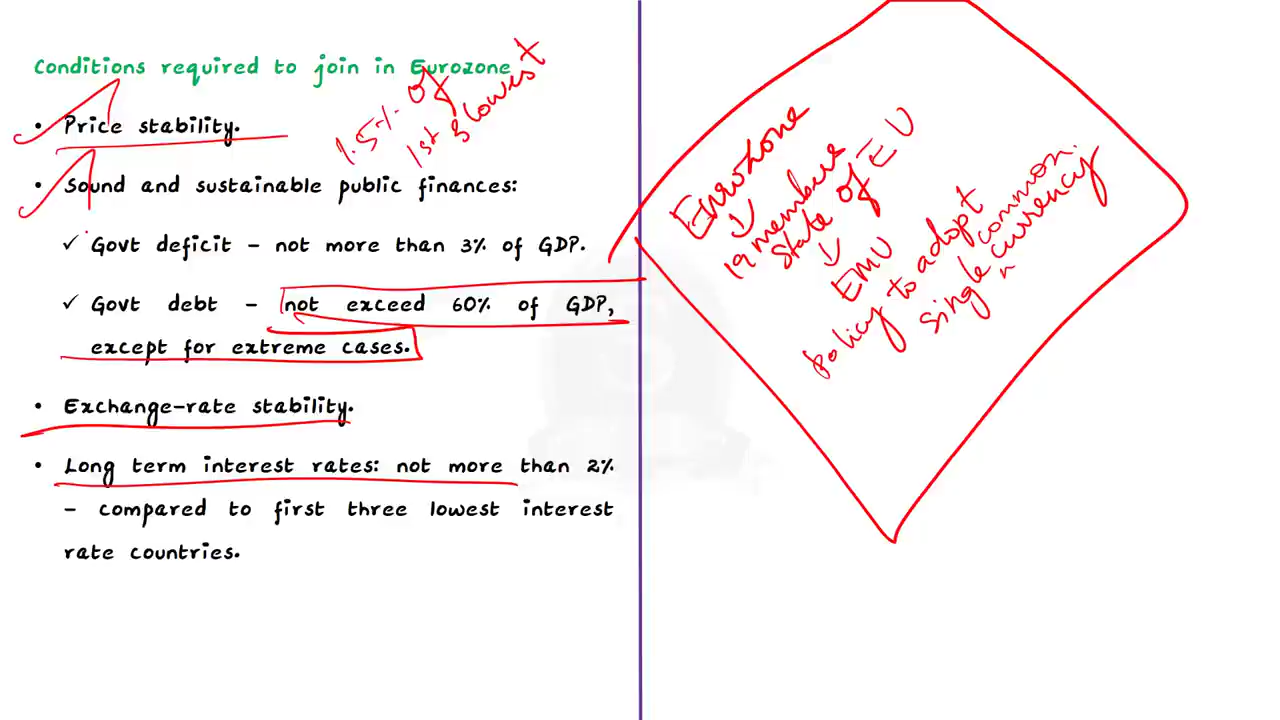 Conditions required to join in Eurozone
1.5% of
1st 3 lowest
• Price stability.
• Sound and sustainable public finances:
✓ Govt deficit – not more than 3% of GDP.
✓ Govt debt – not exceed 60% of GDP,
except for extreme cases.
• Exchange-rate stability.
• Long term interest rates: not more than 2%
– compared to first three lowest interest
rate countries.
Eurozone
19 members
state of EU
EMU
policy to adopt
common
single currency